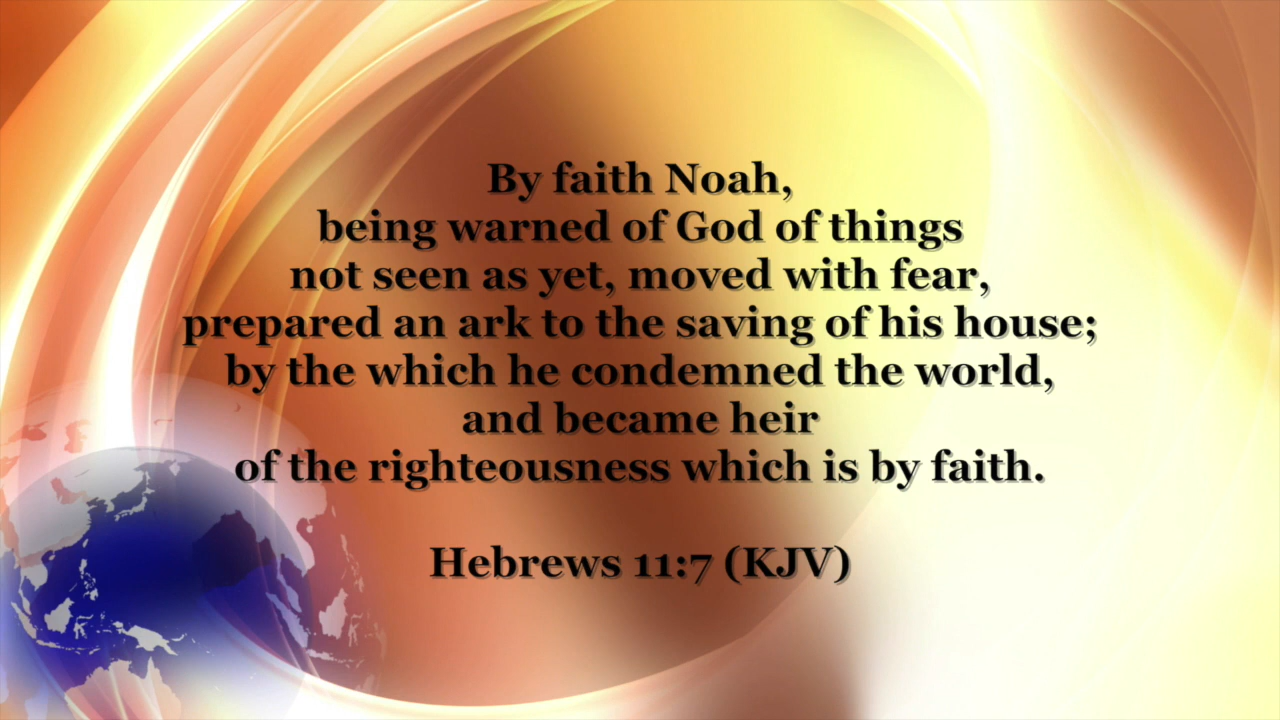 By faith Noah,
being warned of God of things
not seen as yet, moved with fear,
prepared an ark to the saving of his house;
by the which he condemned the world,
and became heir
of the righteousness which is by faith.
Hebrews 11:7 (KJV)